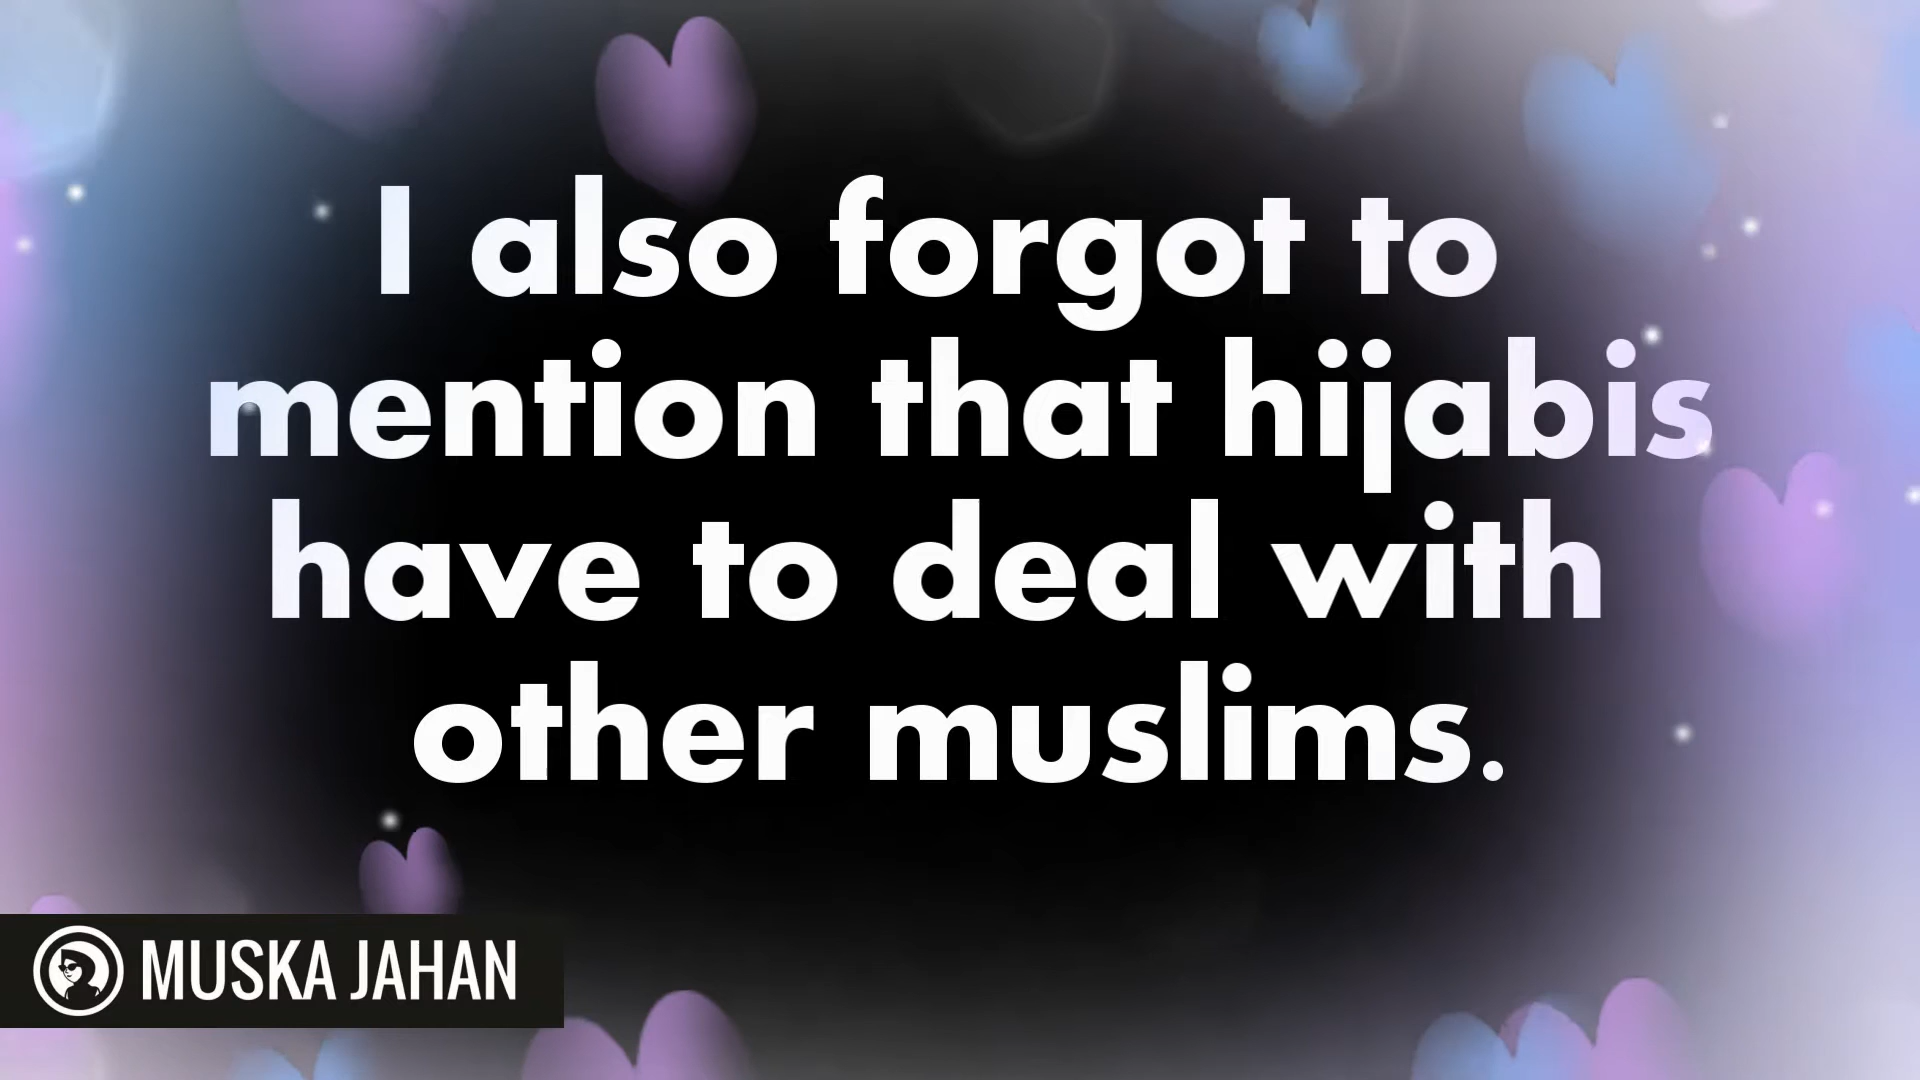 I also forgot to
mention that hijabis
have to deal with
other muslims.
MUSKA JAHAN